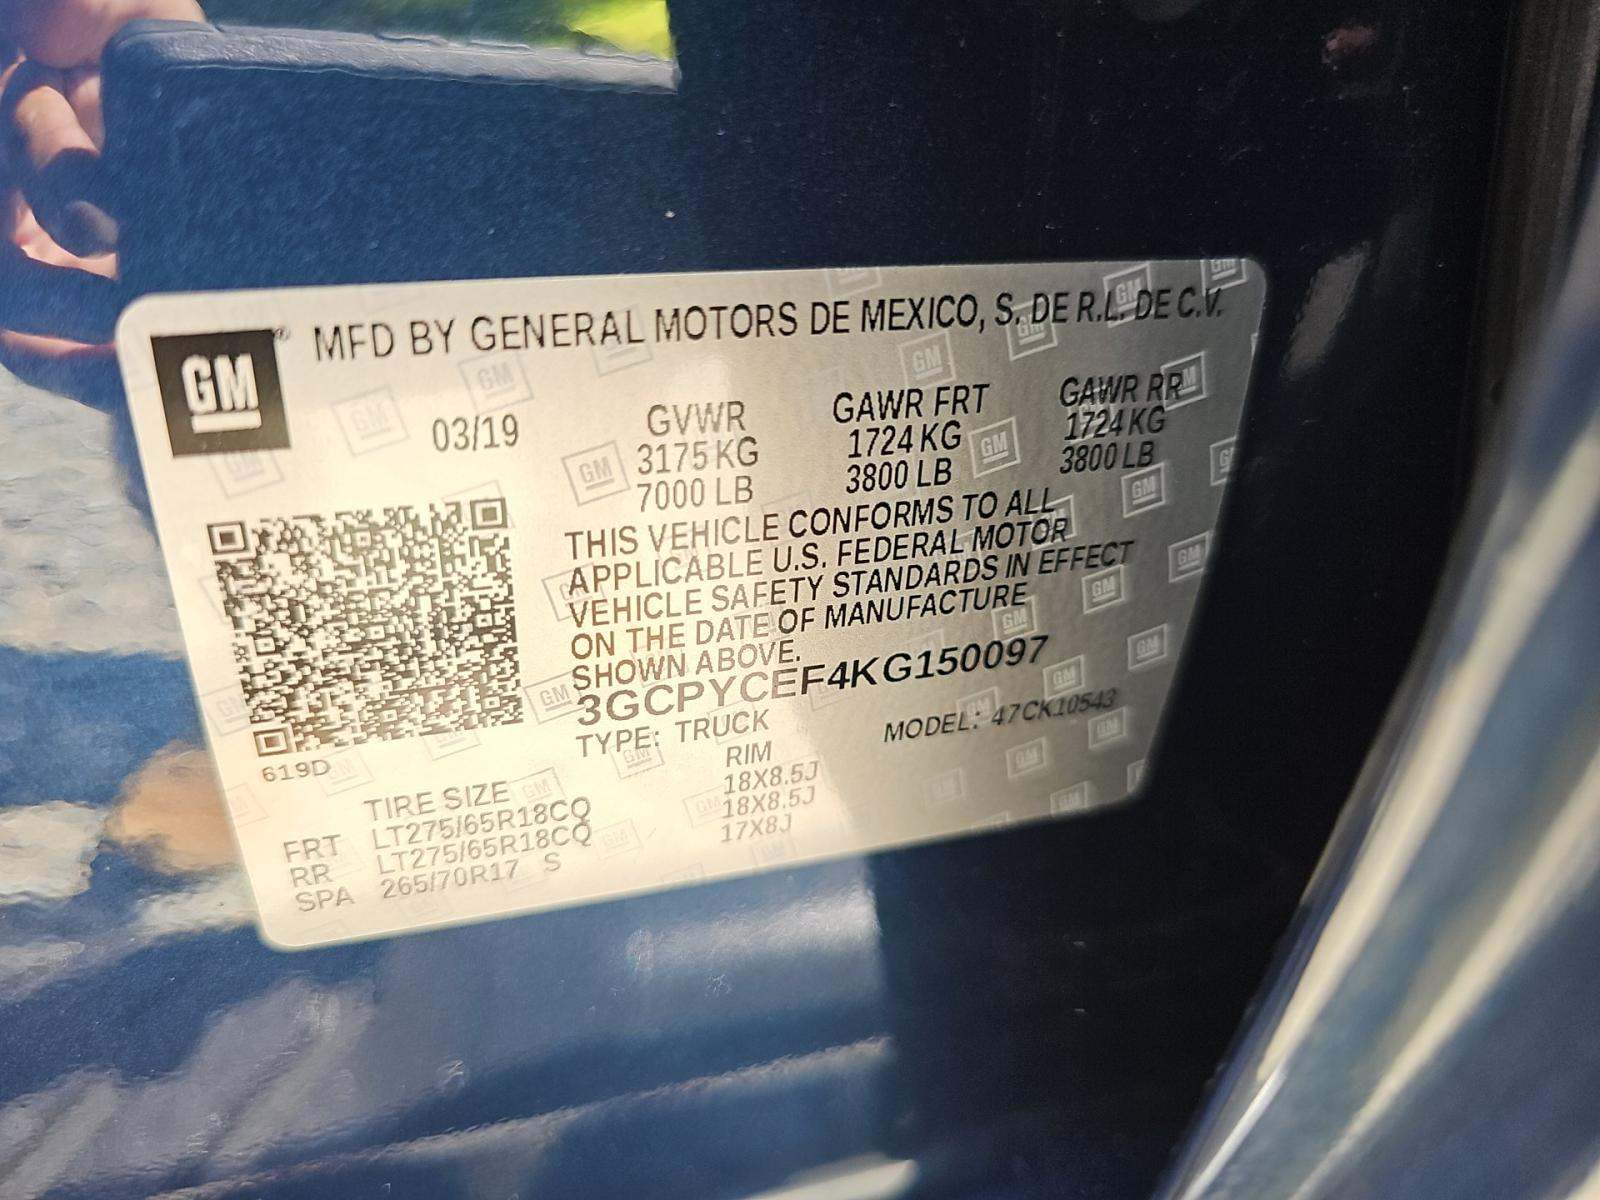 GM® MFD BY GENERAL MOTORS DE MEXICO, S. DE R.L. DE C.V.
03/19 GVWR GAWR FRT GAWR RR
3175 KG 1724 KG 1724 KG
7000 LB 3800 LB 3800 LB
THIS VEHICLE CONFORMS TO ALL
APPLICABLE U.S. FEDERAL MOTOR
VEHICLE SAFETY STANDARDS IN EFFECT
ON THE DATE OF MANUFACTURE
SHOWN ABOVE.
3GCPYCEF4KG150097
TYPE: TRUCK MODEL: 47CK10543
619D
TIRE SIZE RIM
FRT LT275/65R18CQ 18X8.5J
RR LT275/65R18CQ 18X8.5J
SPA 265/70R17 S 17X8J